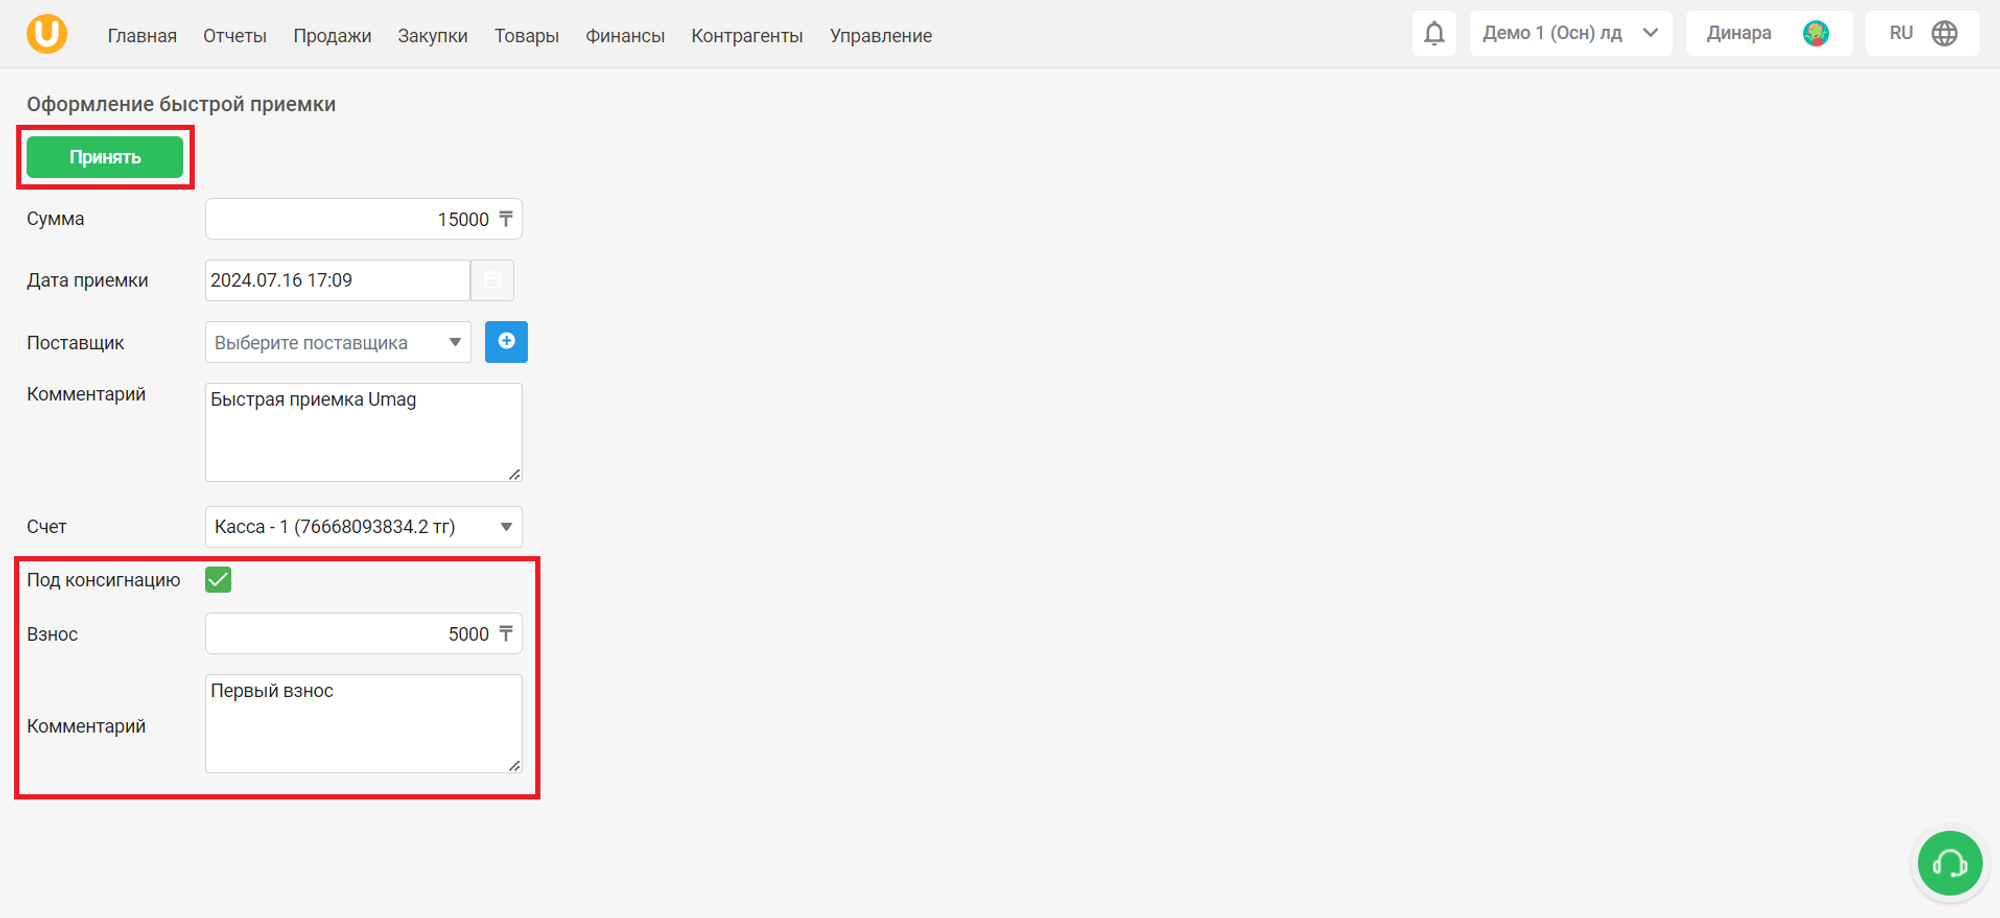 U
Главная Отчеты Продажи Закупки Товары Финансы Контрагенты Управление Демо 1 (Осн) лд Динара RU
Оформление быстрой приемки
Принять
Сумма 15000 ₸
Дата приемки 2024.07.16 17:09
Поставщик Выберите поставщика
Комментарий Быстрая приемка Umag
Счет Касса - 1 (76668093834.2 тг)
Под консигнацию
Взнос 5000 ₸
Комментарий Первый взнос